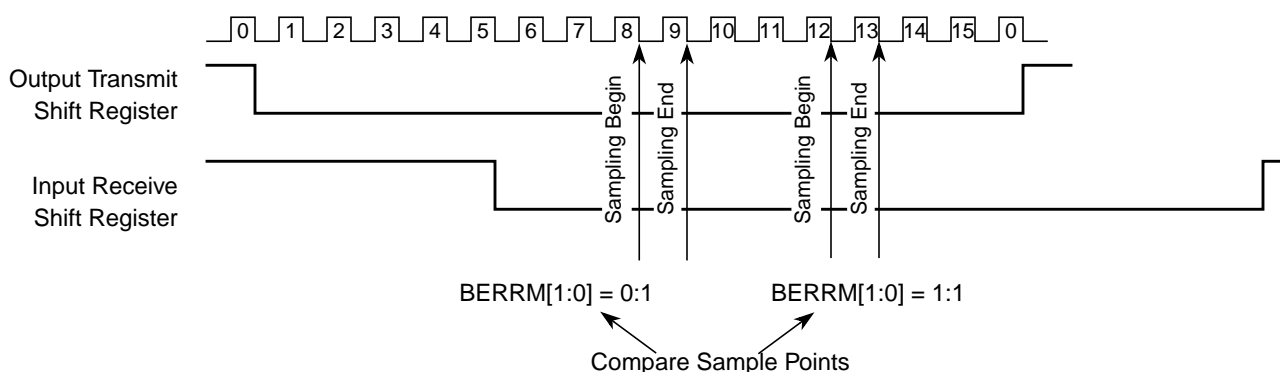 0 1 2 3 4 5 6 7 8 9 10 11 12 13 14 15 0
Output Transmit
Shift Register
Input Receive
Shift Register
Sampling Begin
Sampling End
Sampling Begin
Sampling End
BERRM[1:0] = 0:1
BERRM[1:0] = 1:1
Compare Sample Points